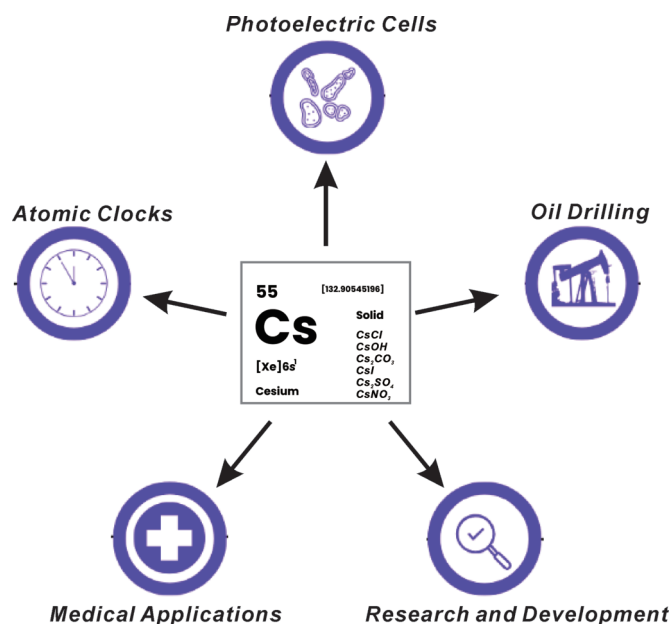 Photoelectric Cells
Atomic Clocks
Oil Drilling
55
[132.90545196]
Cs
Solid
CsCl
CsOH
Cs₂CO₃
CsI
Cs₂SO₄
CsNO₃
[Xe]6s¹
Cesium
Medical Applications
Research and Development